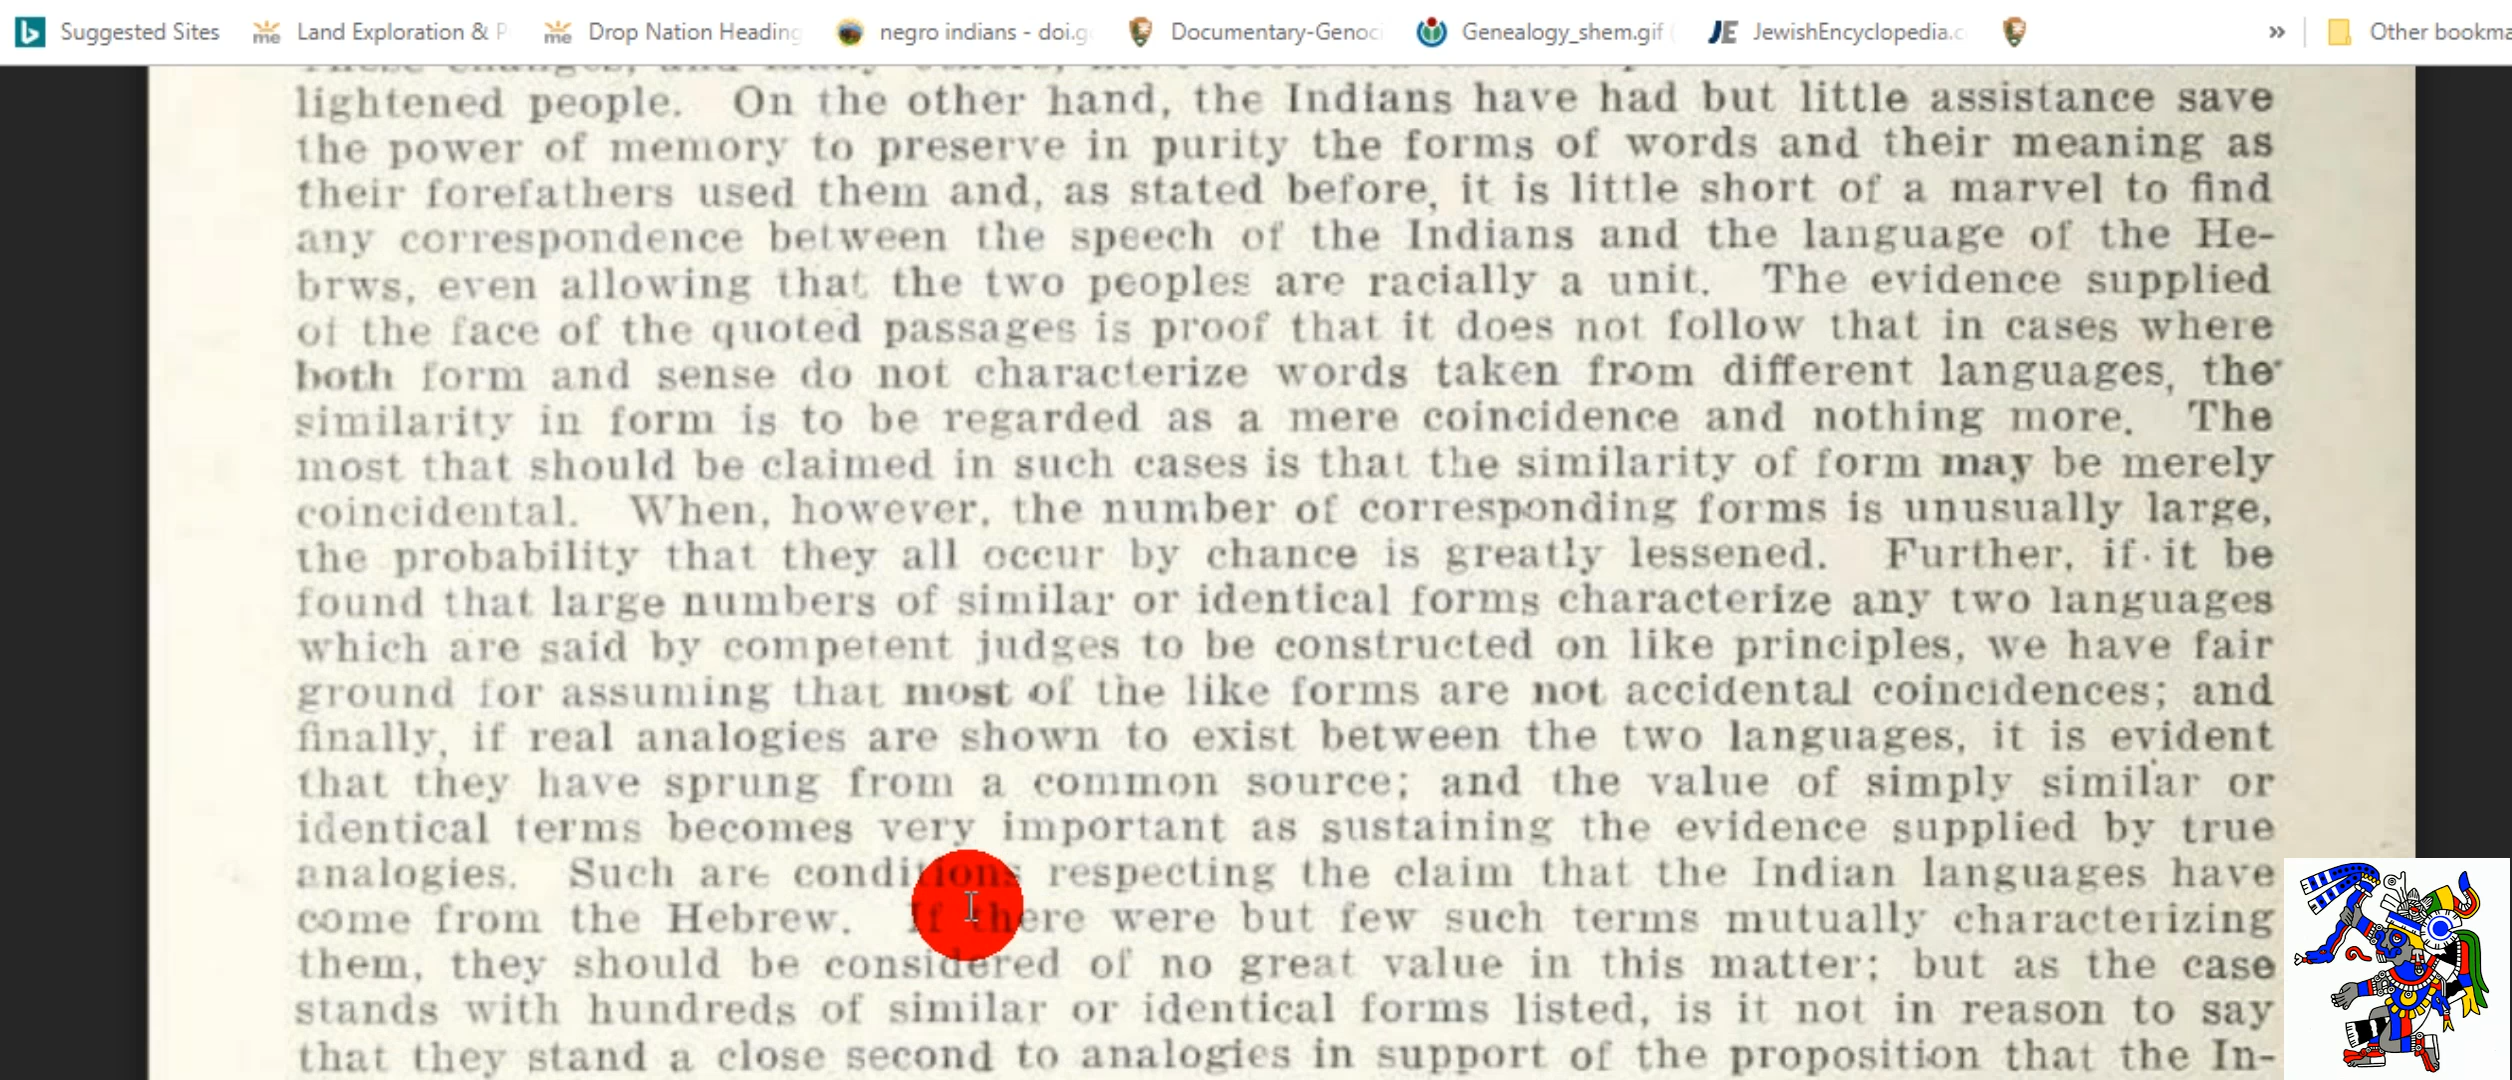 Suggested Sites Land Exploration & P Drop Nation Heading negro indians - doi.g Documentary-Genoc Genealogy_shem.gif JewishEncyclopedia.c » Other bookma
lightened people. On the other hand, the Indians have had but little assistance save
the power of memory to preserve in purity the forms of words and their meaning as
their forefathers used them and, as stated before, it is little short of a marvel to find
any correspondence between the speech of the Indians and the language of the He-
brws, even allowing that the two peoples are racially a unit. The evidence supplied
of the face of the quoted passages is proof that it does not follow that in cases where
both form and sense do not characterize words taken from different languages, the
similarity in form is to be regarded as a mere coincidence and nothing more. The
most that should be claimed in such cases is that the similarity of form may be merely
coincidental. When, however, the number of corresponding forms is unusually large,
the probability that they all occur by chance is greatly lessened. Further, if it be
found that large numbers of similar or identical forms characterize any two languages
which are said by competent judges to be constructed on like principles, we have fair
ground for assuming that most of the like forms are not accidental coincidences; and
finally, if real analogies are shown to exist between the two languages, it is evident
that they have sprung from a common source; and the value of simply similar or
identical terms becomes very important as sustaining the evidence supplied by true
analogies. Such are conditions respecting the claim that the Indian languages have
come from the Hebrew. If there were but few such terms mutually characterizing
them, they should be considered of no great value in this matter; but as the case
stands with hundreds of similar or identical forms listed, is it not in reason to say
that they stand a close second to analogies in support of the proposition that the In-